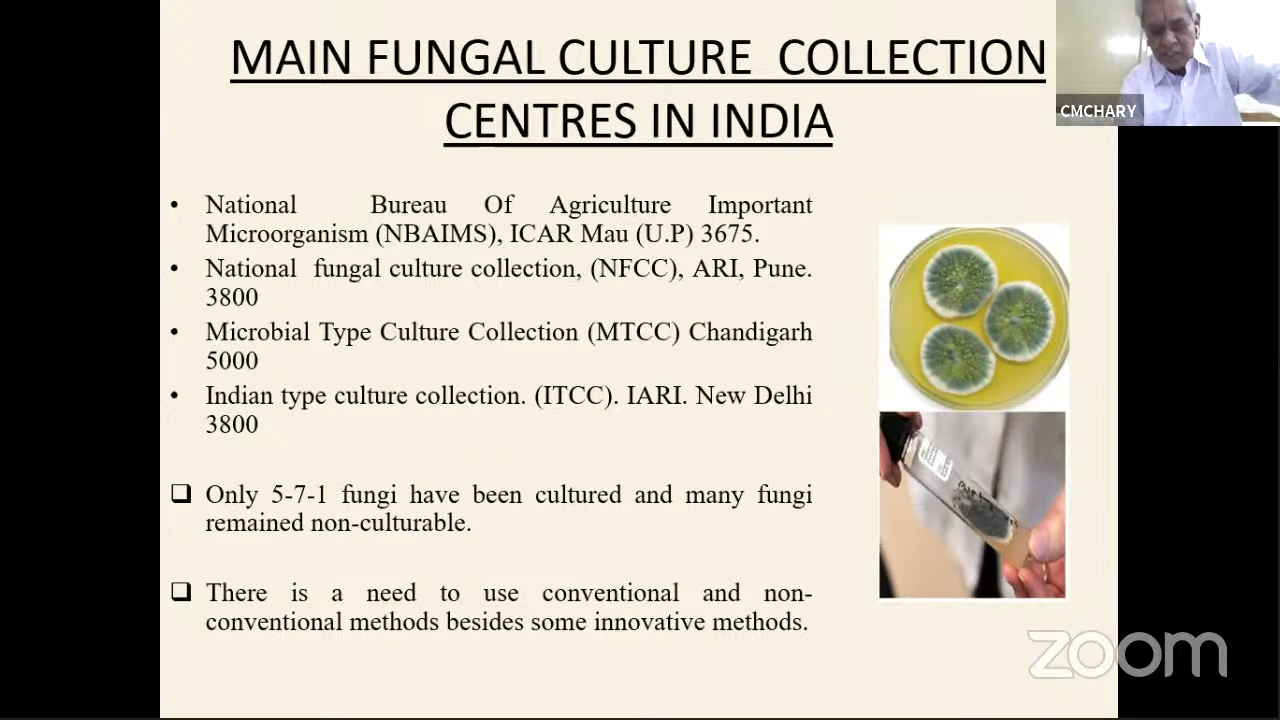 MAIN FUNGAL CULTURE COLLECTION
CENTRES IN INDIA
CMCHARY
• National Bureau Of Agriculture Important
Microorganism (NBAIMS), ICAR Mau (U.P) 3675.
• National fungal culture collection, (NFCC), ARI, Pune.
3800
• Microbial Type Culture Collection (MTCC) Chandigarh
5000
• Indian type culture collection. (ITCC). IARI. New Delhi
3800
❑ Only 5-7-1 fungi have been cultured and many fungi
remained non-culturable.
❑ There is a need to use conventional and non-
conventional methods besides some innovative methods.
zoom